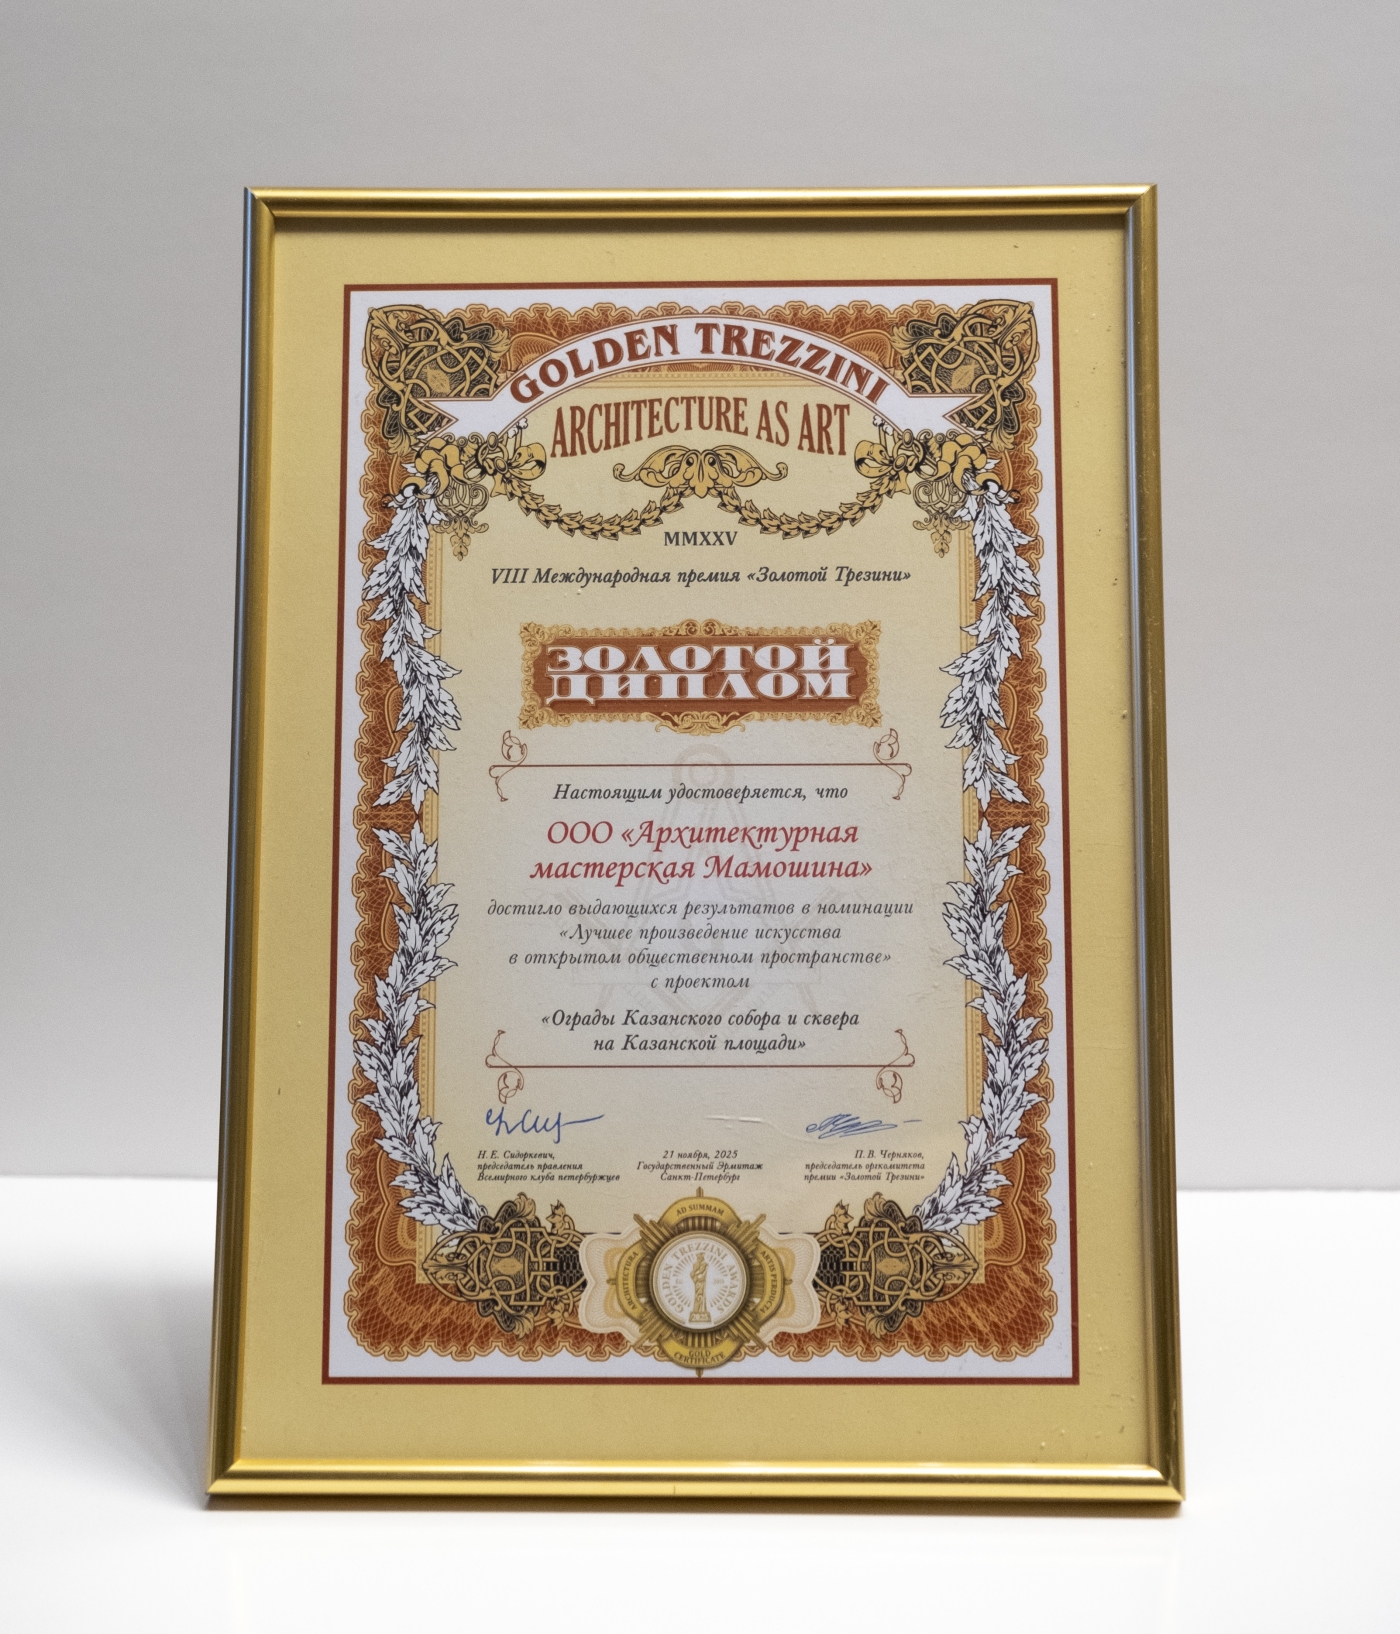 GOLDEN TREZZINI
ARCHITECTURE AS ART
MMXXV
VIII Международная премия «Золотой Трезини»
ЗОЛОТОЙ
ДИПЛОМ
Настоящим удостоверяется, что
ООО «Архитектурная
мастерская Мамошина»
достигло выдающихся результатов в номинации
«Лучшее произведение искусства
в открытом общественном пространстве»
с проектом
«Ограды Казанского собора и сквера
на Казанской площади»
Н. Е. Сидоркевич,
председатель правления
Всемирного клуба петербуржцев
21 ноября, 2025
Государственный Эрмитаж
Санкт-Петербург
П. В. Черняков,
председатель оргкомитета
премии «Золотой Трезини»
AD SUMMAM
ARCHITECTURA
GOLDEN TREZZINI AWARDS
ARTIS PERDUCTA
GOLD
CERTIFICATE